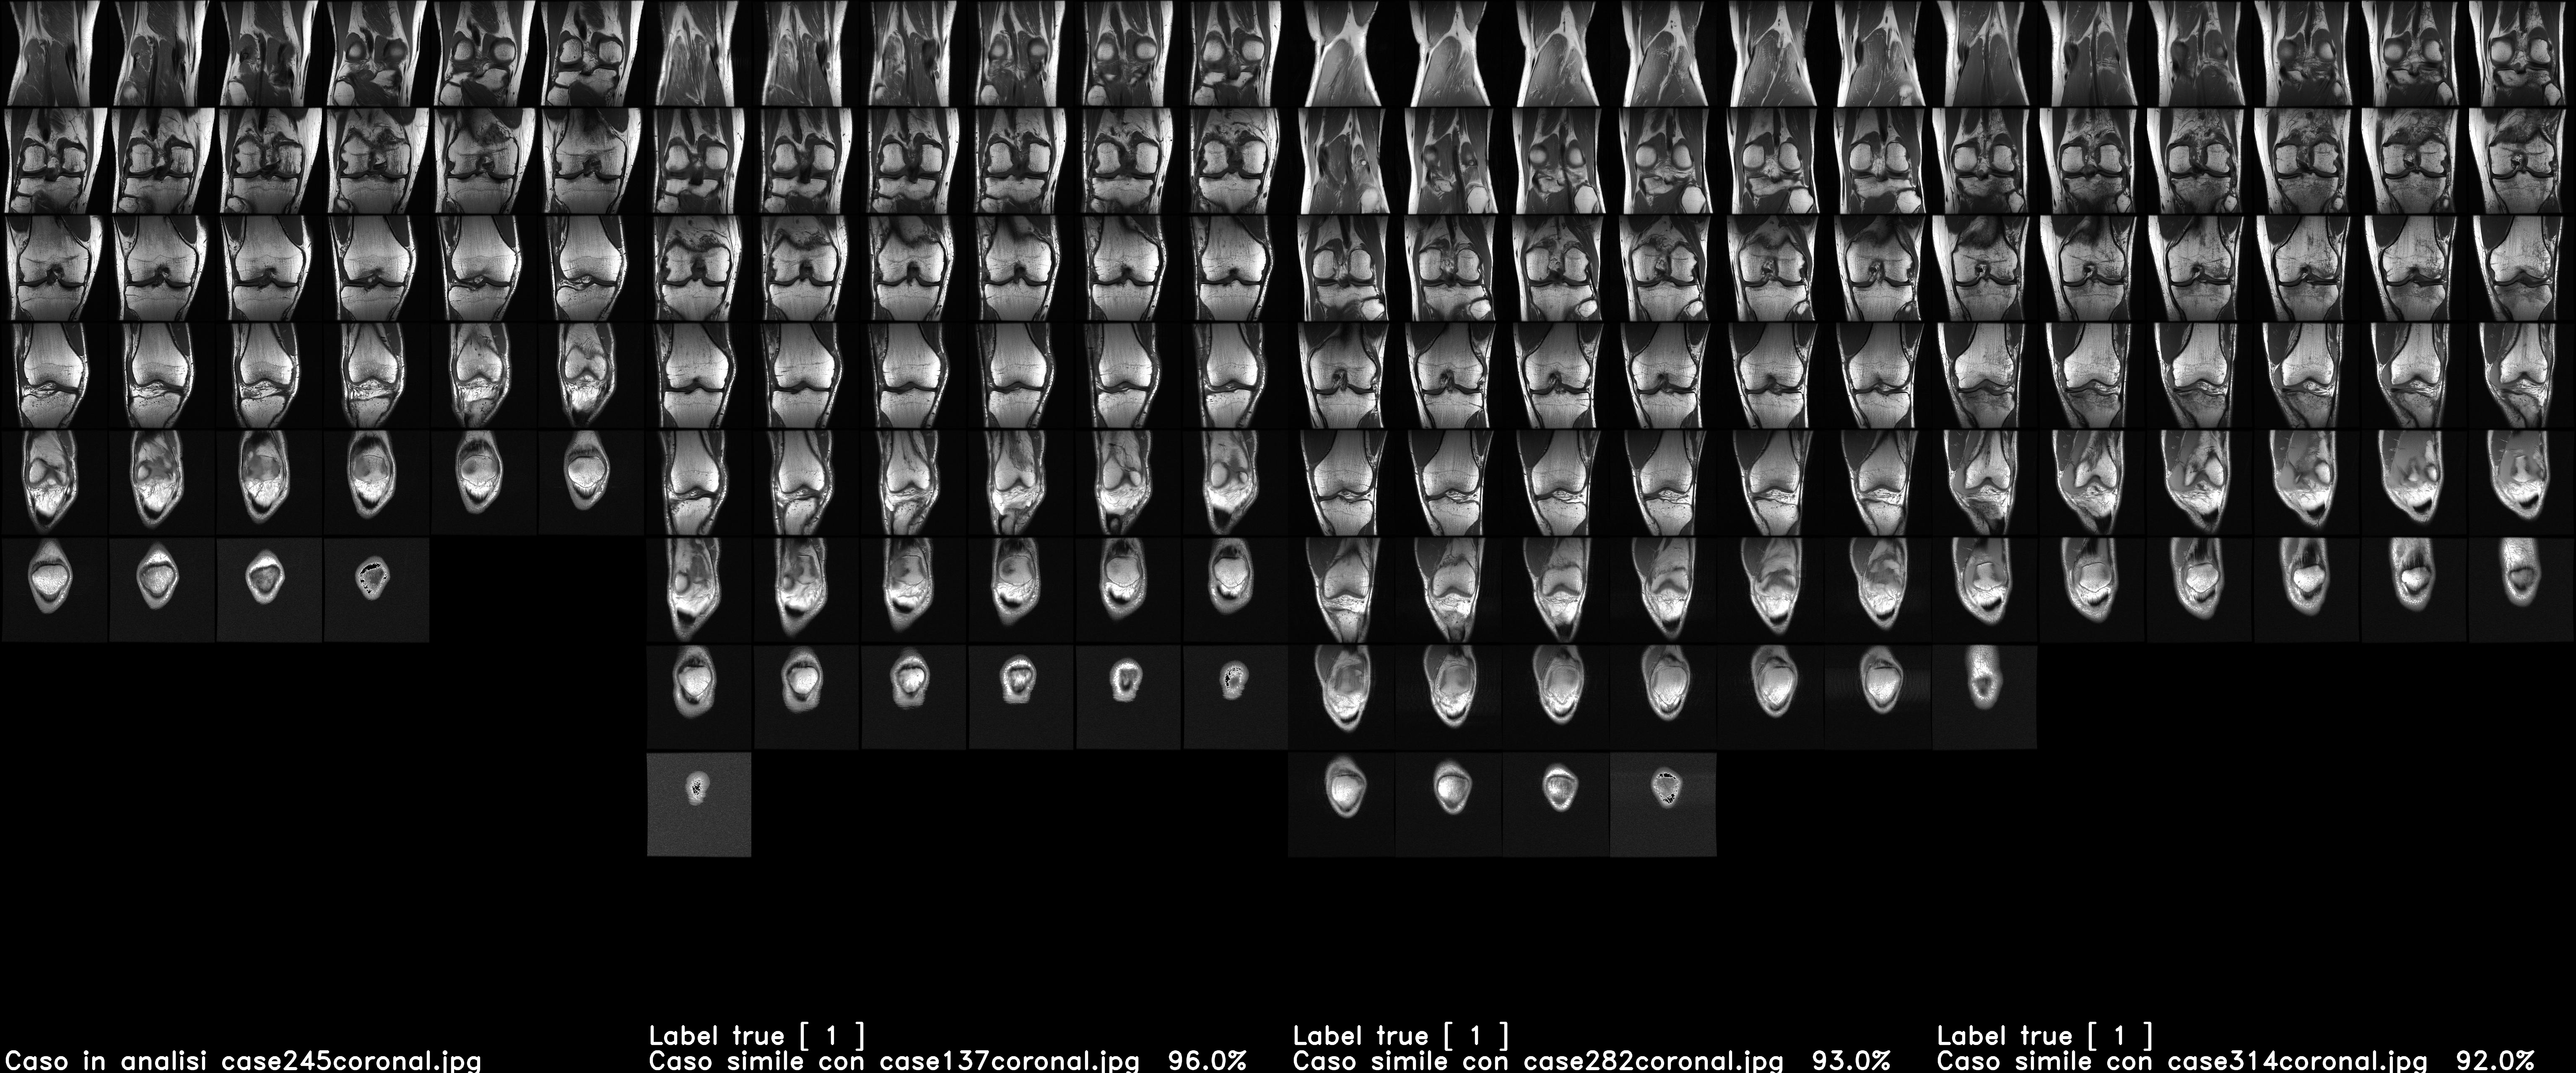 Caso in analisi case245coronal.jpg
Label true [ 1 ]
Caso simile con case137coronal.jpg 96.0%
Label true [ 1 ]
Caso simile con case282coronal.jpg 93.0%
Label true [ 1 ]
Caso simile con case314coronal.jpg 92.0%